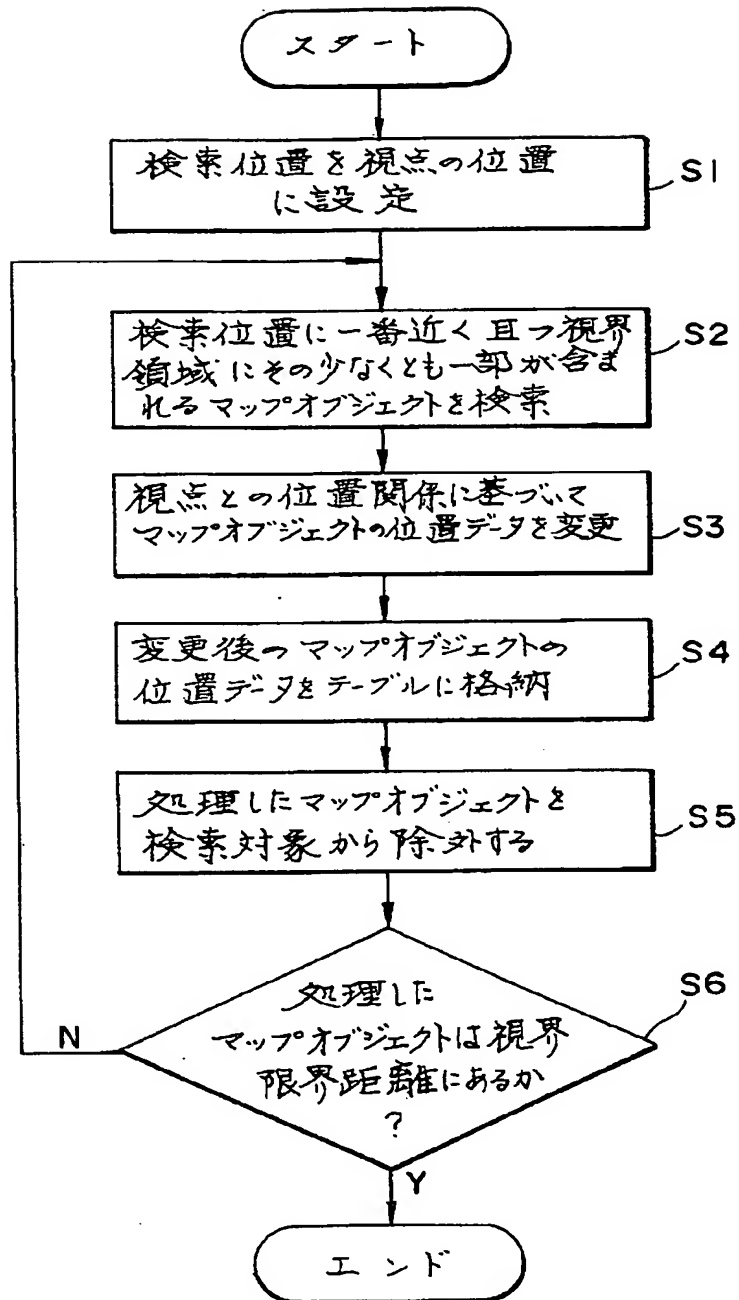 スタート
検索位置を視点の位置
に設定
S1
検索位置に一番近く且つ視界
領域にその少なくとも一部が含ま
れるマップオブジェクトを検索
S2
視点との位置関係に基づいて
マップオブジェクトの位置データを変更
S3
変更後のマップオブジェクトの
位置データをテーブルに格納
S4
処理したマップオブジェクトを
検索対象から除外する
S5
処理した
マップオブジェクトは視界
限界距離にあるか
?
S6
N
Y
エンド